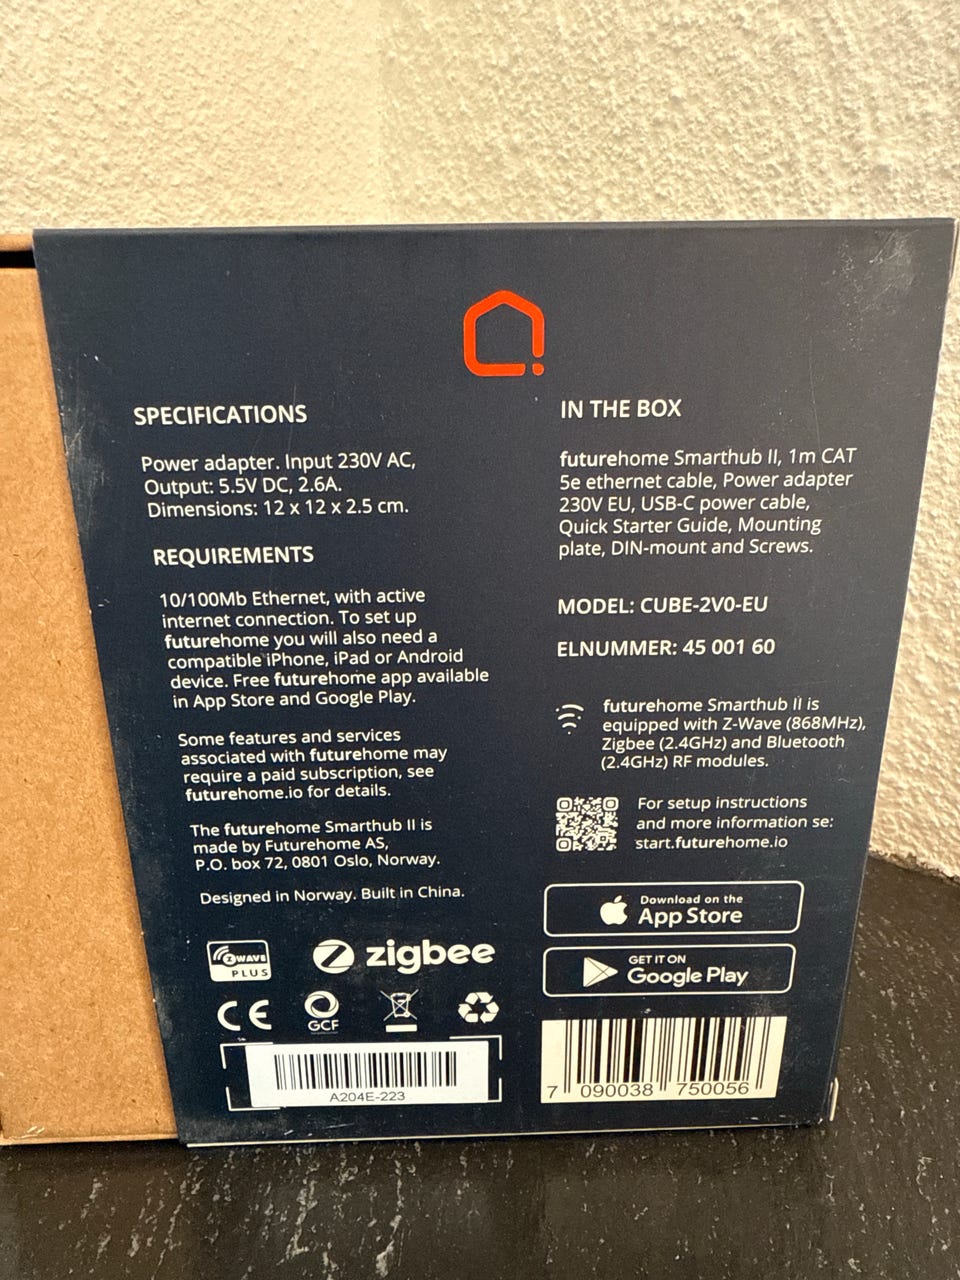 SPECIFICATIONS
Power adapter. Input 230V AC,
Output: 5.5V DC, 2.6A.
Dimensions: 12 x 12 x 2.5 cm.
REQUIREMENTS
10/100Mb Ethernet, with active
internet connection. To set up
futurehome you will also need a
compatible iPhone, iPad or Android
device. Free futurehome app available
in App Store and Google Play.
Some features and services
associated with futurehome may
require a paid subscription, see
futurehome.io for details.
The futurehome Smarthub II is
made by Futurehome AS,
P.O. box 72, 0801 Oslo, Norway.
Designed in Norway. Built in China.
Z WAVE
PLUS
zigbee
CE
GCF
A204E-223
IN THE BOX
futurehome Smarthub II, 1m CAT
5e ethernet cable, Power adapter
230V EU, USB-C power cable,
Quick Starter Guide, Mounting
plate, DIN-mount and Screws.
MODEL: CUBE-2V0-EU
ELNUMMER: 45 001 60
futurehome Smarthub II is
equipped with Z-Wave (868MHz),
Zigbee (2.4GHz) and Bluetooth
(2.4GHz) RF modules.
For setup instructions
and more information se:
start.futurehome.io
Download on the
App Store
GET IT ON
Google Play
7 090038 750056